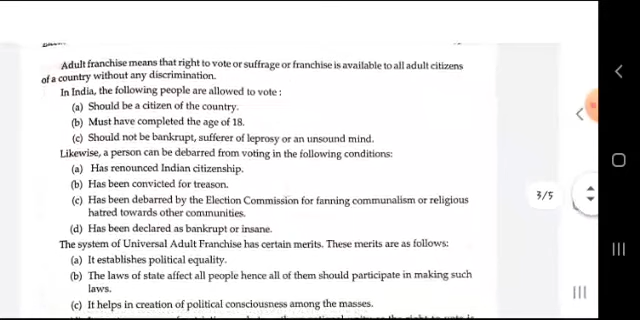 Adult franchise means that right to vote or suffrage or franchise is available to all adult citizens
of a country without any discrimination.
In India, the following people are allowed to vote :
(a) Should be a citizen of the country.
(b) Must have completed the age of 18.
(c) Should not be bankrupt, sufferer of leprosy or an unsound mind.
Likewise, a person can be debarred from voting in the following conditions:
(a) Has renounced Indian citizenship.
(b) Has been convicted for treason.
(c) Has been debarred by the Election Commission for fanning communalism or religious
hatred towards other communities.
(d) Has been declared as bankrupt or insane.
The system of Universal Adult Franchise has certain merits. These merits are as follows:
(a) It establishes political equality.
(b) The laws of state affect all people hence all of them should participate in making such
laws.
(c) It helps in creation of political consciousness among the masses.
3/5